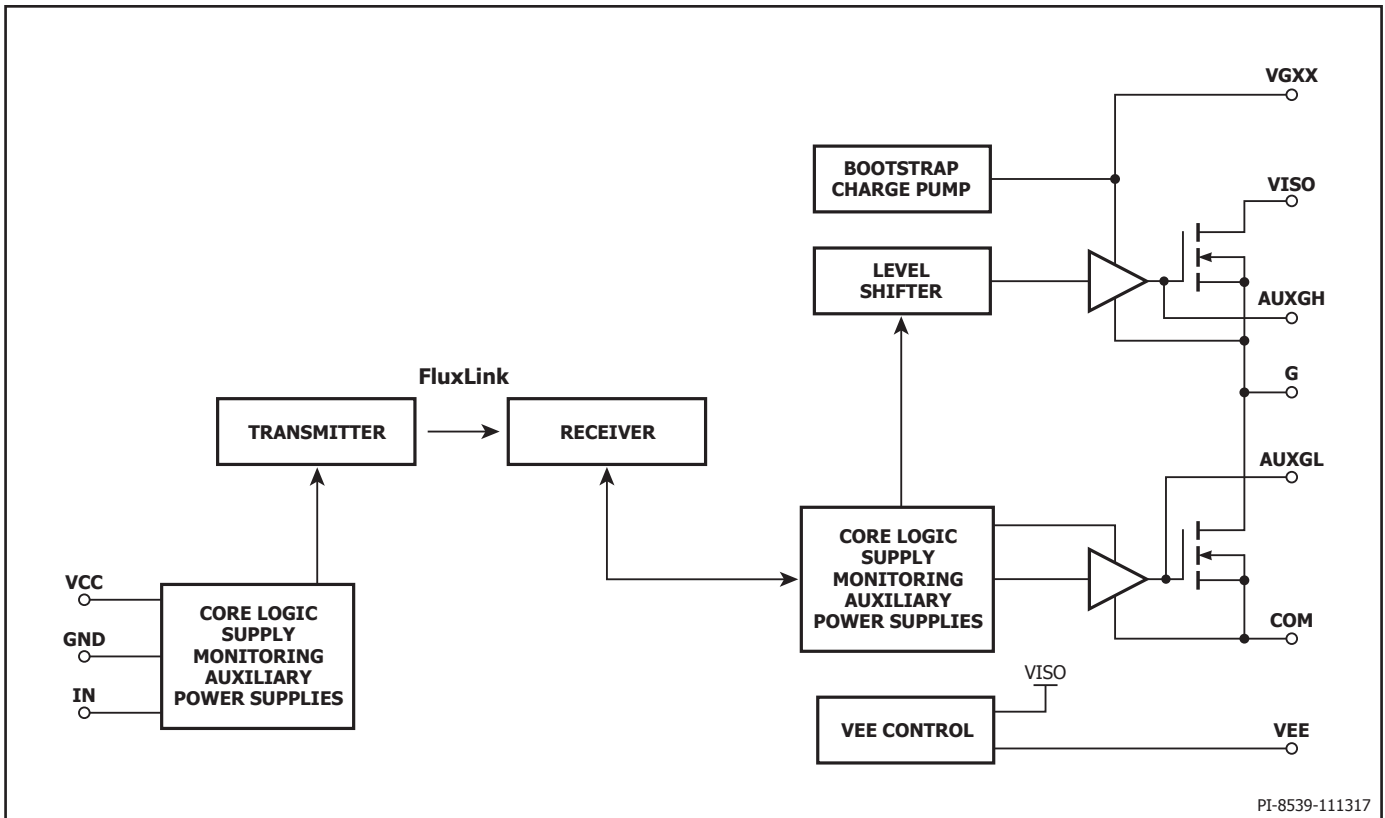 VGXX
BOOTSTRAP
CHARGE PUMP
VISO
LEVEL
SHIFTER
AUXGH
FluxLink
G
TRANSMITTER
RECEIVER
AUXGL
CORE LOGIC
SUPPLY
MONITORING
AUXILIARY
POWER SUPPLIES
VCC
GND
IN
CORE LOGIC
SUPPLY
MONITORING
AUXILIARY
POWER SUPPLIES
COM
VISO
VEE CONTROL
VEE
PI-8539-111317